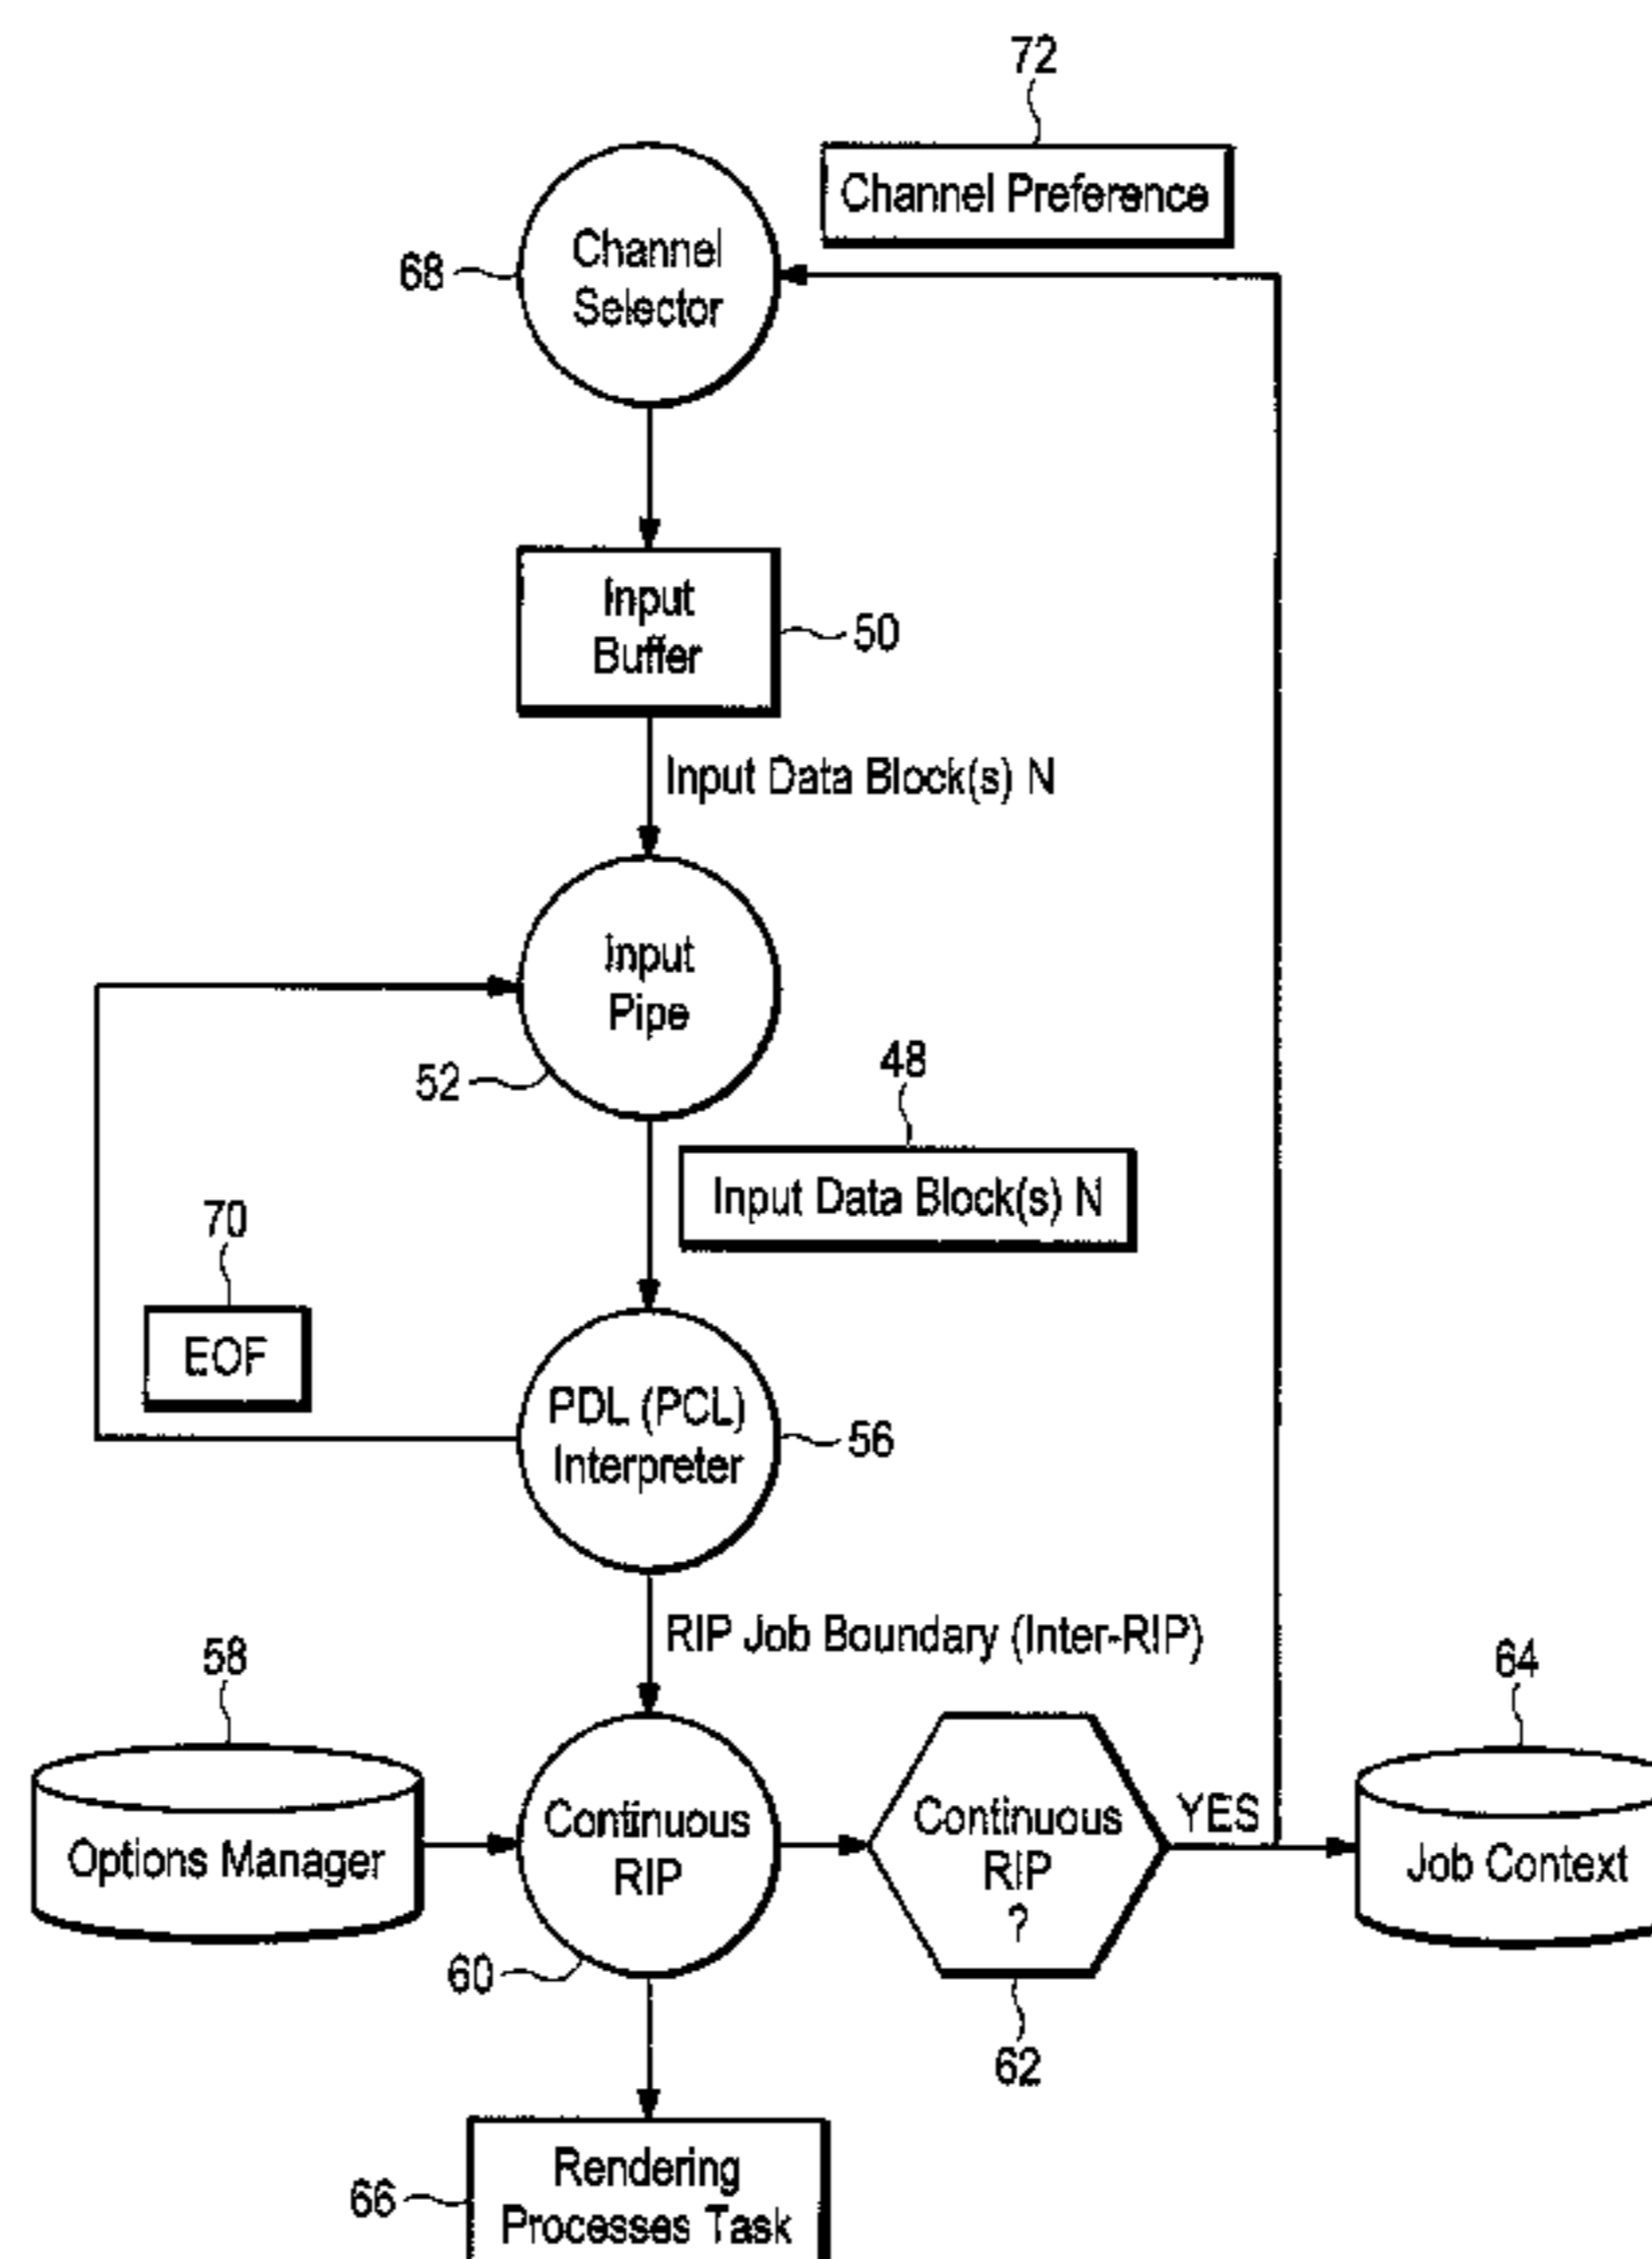 72
Channel Preference
68
Channel
Selector
Input
Buffer
50
Input Data Block(s) N
Input
Pipe
52
48
Input Data Block(s) N
70
EOF
PDL (PCL)
Interpreter
56
RIP Job Boundary (Inter-RIP)
58
Options Manager
Continuous
RIP
60
Continuous
RIP
?
62
YES
64
Job Context
66
Rendering
Processes Task